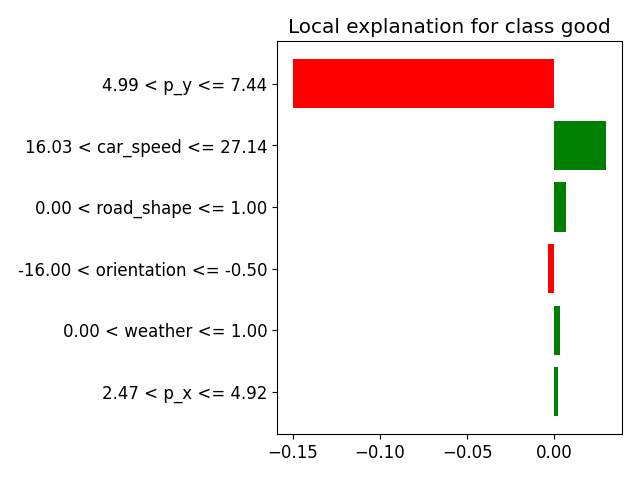 Local explanation for class good
4.99 < p_y <= 7.44
16.03 < car_speed <= 27.14
0.00 < road_shape <= 1.00
-16.00 < orientation <= -0.50
0.00 < weather <= 1.00
2.47 < p_x <= 4.92
−0.15 −0.10 −0.05 0.00